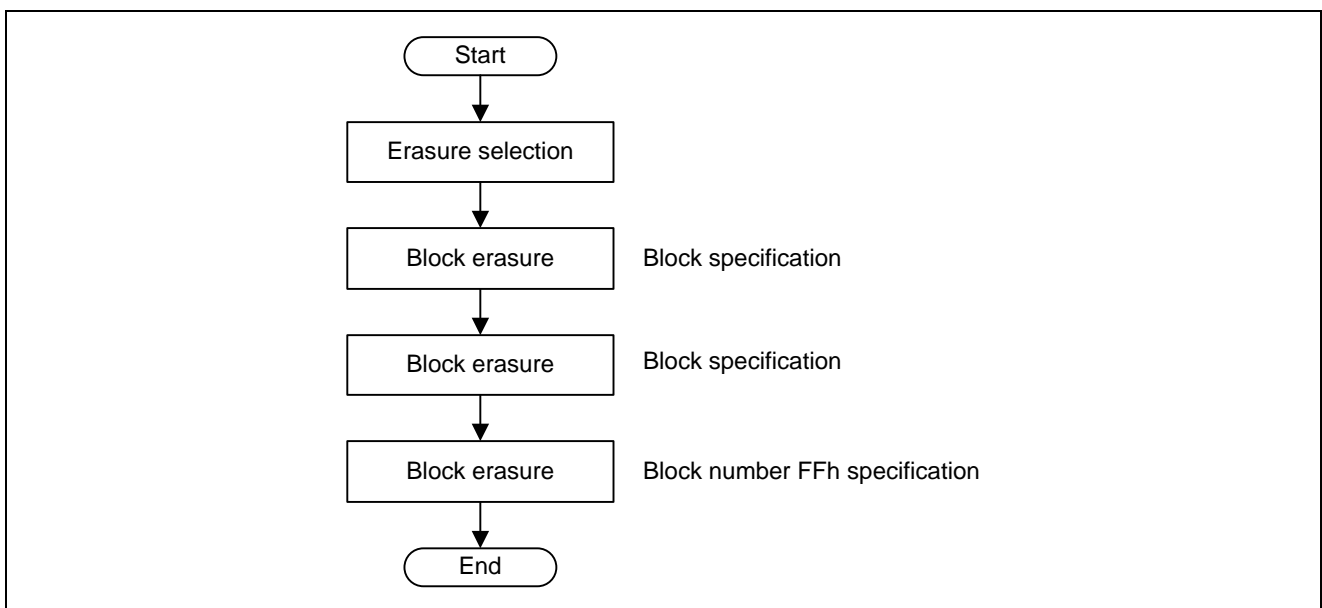 Start
Erasure selection
Block erasure Block specification
Block erasure Block specification
Block erasure Block number FFh specification
End